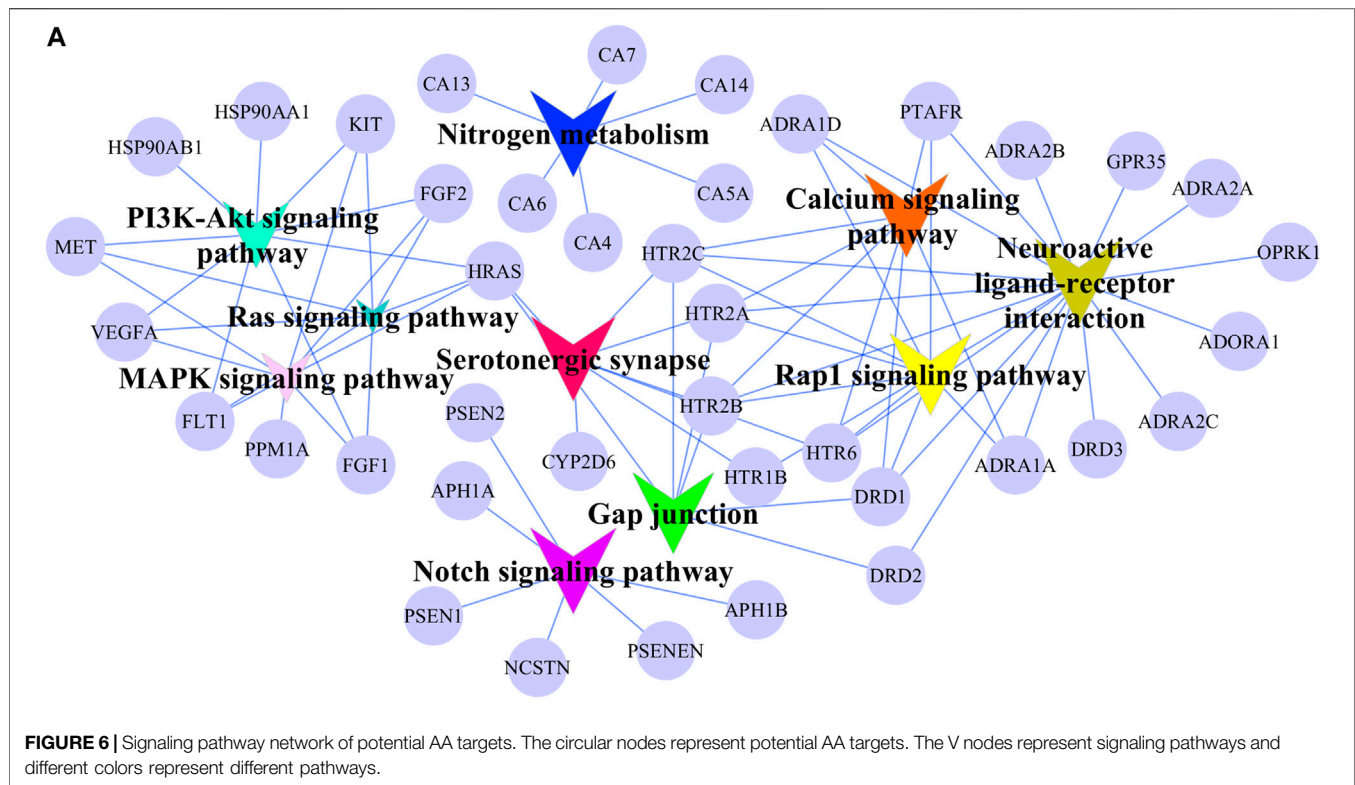 A
CA7
CA13
CA14
HSP90AA1
KIT
Nitrogen metabolism
ADRA1D
PTAFR
HSP90AB1
ADRA2B
GPR35
ADRA2A
FGF2
CA6
CA5A
PI3K-Akt signaling
pathway
Calcium signaling
pathway
MET
CA4
HTR2C
Neuroactive
ligand-receptor
interaction
OPRK1
HRAS
VEGFA
Ras signaling pathway
HTR2A
ADORA1
MAPK signaling pathway
Serotonergic synapse
Rap1 signaling pathway
FLT1
PSEN2
HTR2B
ADRA2C
PPM1A
FGF1
CYP2D6
HTR6
ADRA1A
DRD3
APH1A
HTR1B
DRD1
Gap junction
Notch signaling pathway
DRD2
PSEN1
APH1B
NCSTN
PSENEN
FIGURE 6 | Signaling pathway network of potential AA targets. The circular nodes represent potential AA targets. The V nodes represent signaling pathways and
different colors represent different pathways.